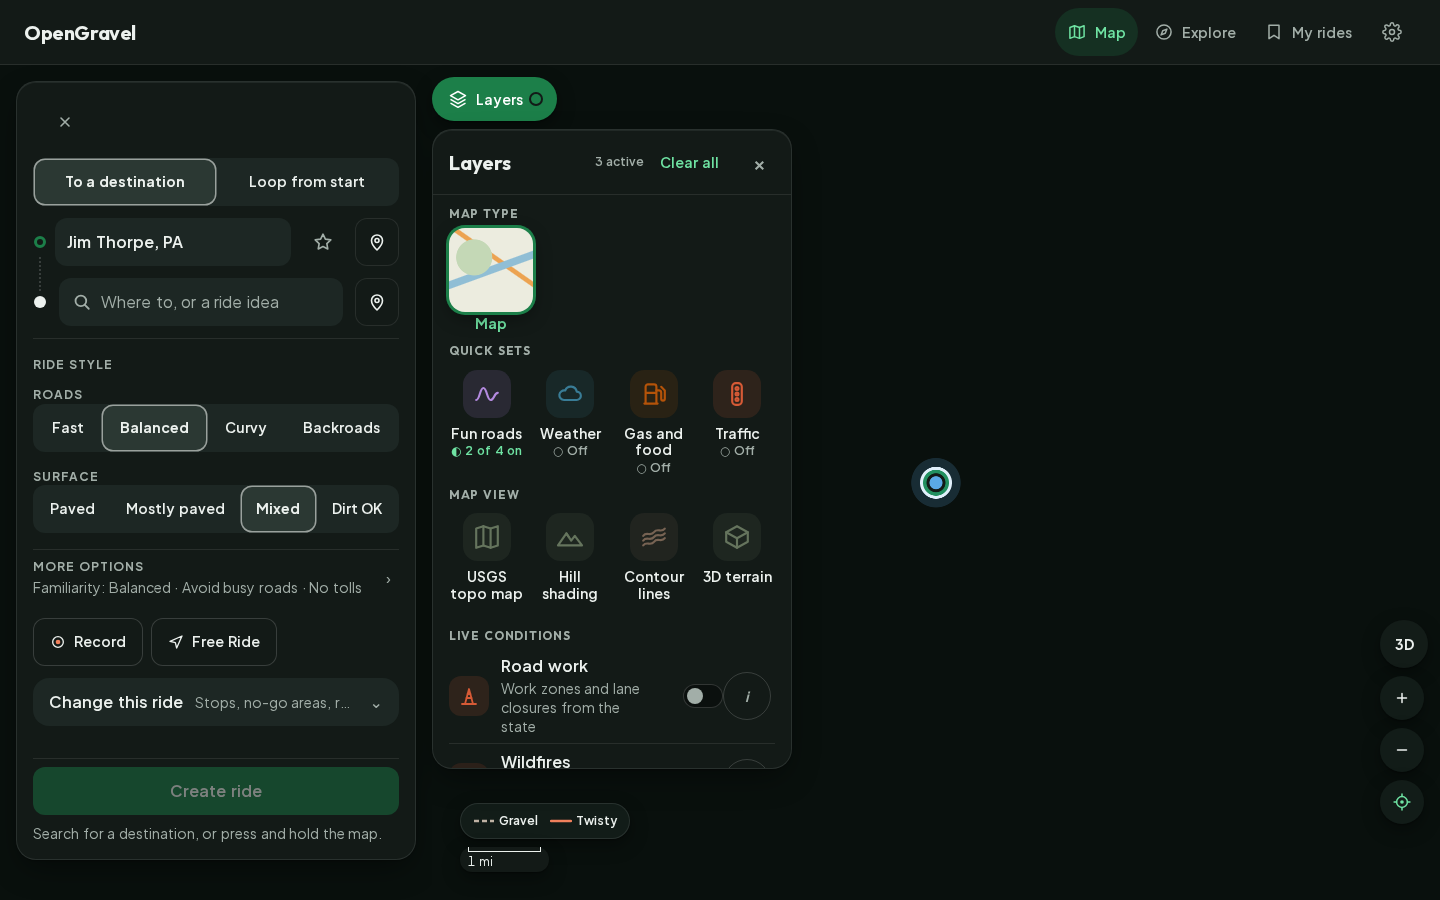 OpenGravel
Map
Explore
My rides
To a destination
Loop from start
Jim Thorpe, PA
Where to, or a ride idea
RIDE STYLE
ROADS
Fast
Balanced
Curvy
Backroads
SURFACE
Paved
Mostly paved
Mixed
Dirt OK
MORE OPTIONS
Familiarity: Balanced · Avoid busy roads · No tolls
Record
Free Ride
Change this ride
Stops, no-go areas, r...
Create ride
Search for a destination, or press and hold the map.
Layers
Layers
3 active
Clear all
MAP TYPE
Map
QUICK SETS
Fun roads
2 of 4 on
Weather
Off
Gas and
food
Off
Traffic
Off
MAP VIEW
USGS
topo map
Hill
shading
Contour
lines
3D terrain
LIVE CONDITIONS
Road work
Work zones and lane
closures from the
state
i
Wildfires
Gravel
Twisty
1 mi
3D